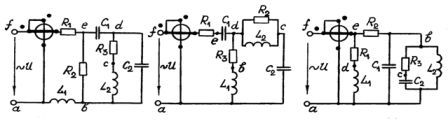 f R₁ e C₁ d
R₃
~U R₂ c C₂
L₂
a L₁ b
f R₁ e C₁ d R₂ c
L₂
R₃
~U b C₂
L₁
a
f e R₂
R₁ b
~U d C₁ R₃ L₂
c
L₁ C₂
a